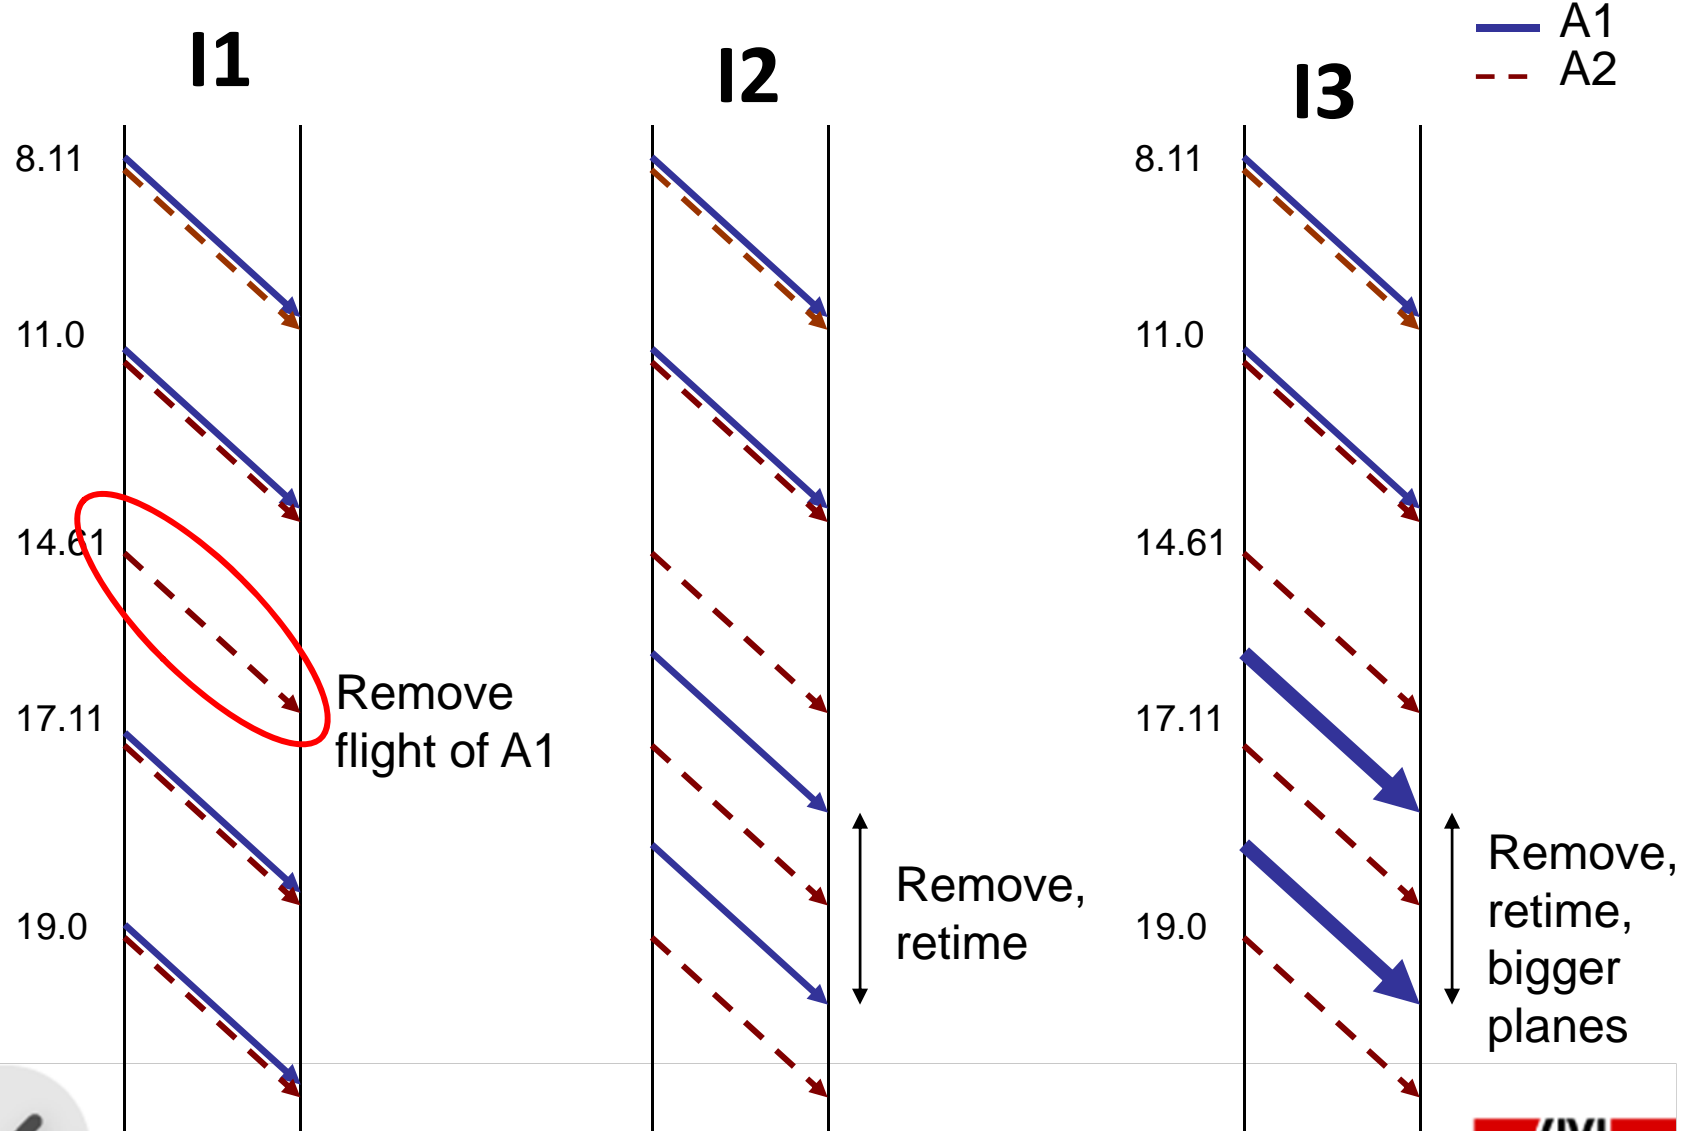 A1
A2
I1
I2
I3
8.11
11.0
14.61
17.11
19.0
Remove
flight of A1
Remove,
retime
8.11
11.0
14.61
17.11
19.0
Remove,
retime,
bigger
planes